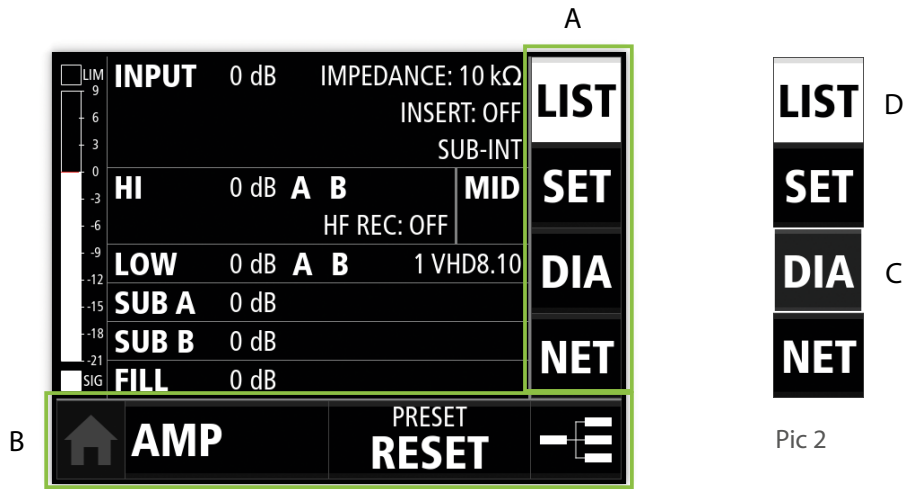 A
LIM
9
6
3
0
-3
-6
-9
-12
-15
-18
-21
SIG
INPUT 0 dB IMPEDANCE: 10 kΩ
INSERT: OFF
SUB-INT
HI 0 dB A B MID
HF REC: OFF
LOW 0 dB A B 1 VHD8.10
SUB A 0 dB
SUB B 0 dB
FILL 0 dB
LIST
SET
DIA
NET
B
AMP
PRESET
RESET
LIST D
SET
DIA C
NET
Pic 2